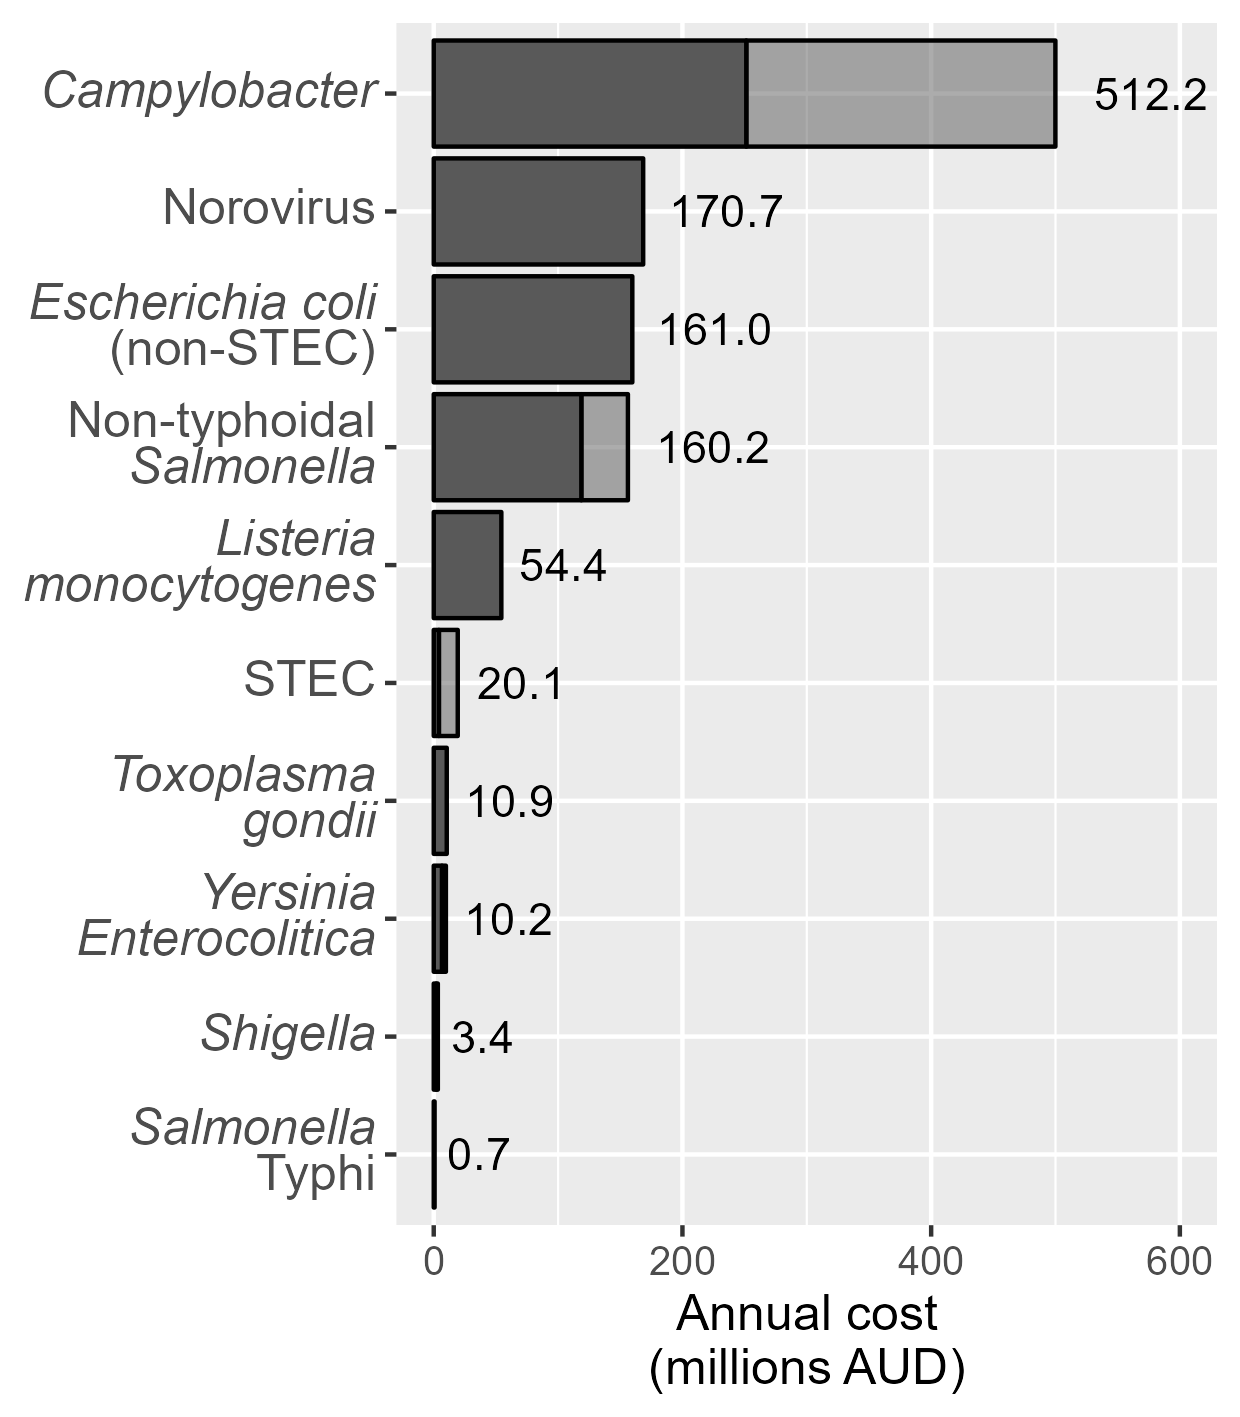 Campylobacter
512.2
Norovirus
170.7
Escherichia coli
(non-STEC)
161.0
Non-typhoidal
Salmonella
160.2
Listeria
monocytogenes
54.4
STEC
20.1
Toxoplasma
gondii
10.9
Yersinia
Enterocolitica
10.2
Shigella
3.4
Salmonella
Typhi
0.7
0 200 400 600
Annual cost
(millions AUD)